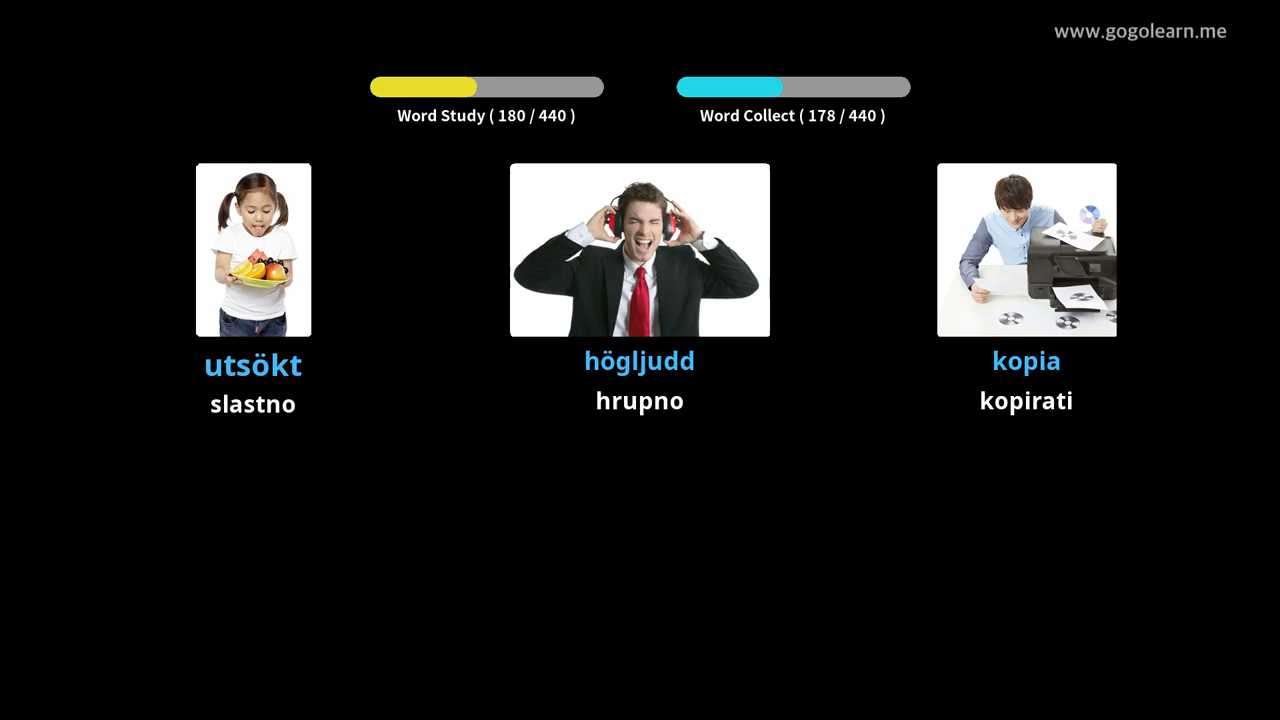 www.gogolearn.me
Word Study ( 180 / 440 )
Word Collect ( 178 / 440 )
utsökt
slastno
högljudd
hrupno
kopia
kopirati